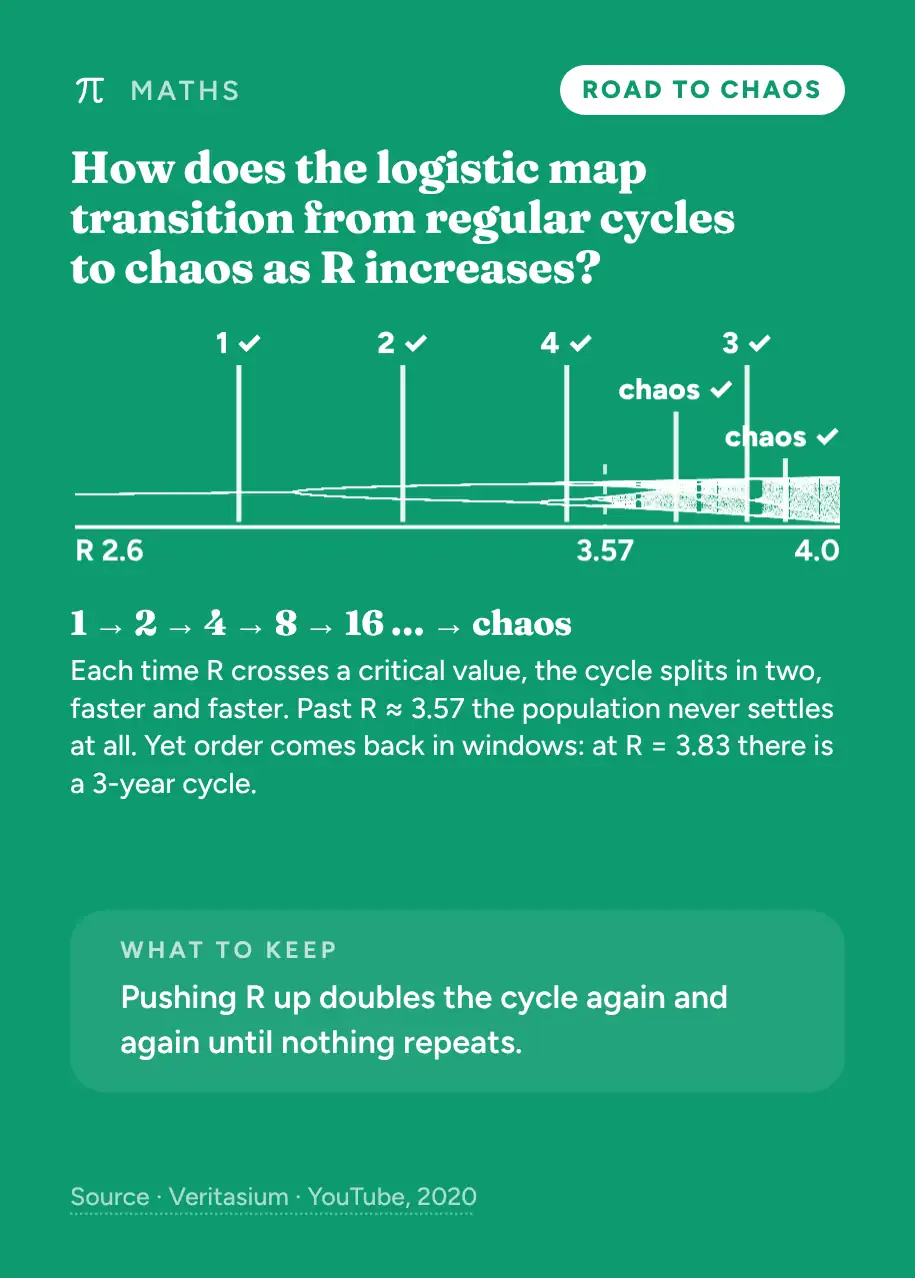 π MATHS
ROAD TO CHAOS
How does the logistic map
transition from regular cycles
to chaos as R increases?
1 ✓ 2 ✓ 4 ✓ 3 ✓
chaos ✓
chaos ✓
R 2.6 3.57 4.0
1 → 2 → 4 → 8 → 16 … → chaos
Each time R crosses a critical value, the cycle splits in two,
faster and faster. Past R ≈ 3.57 the population never settles
at all. Yet order comes back in windows: at R = 3.83 there is
a 3-year cycle.
WHAT TO KEEP
Pushing R up doubles the cycle again and
again until nothing repeats.
Source · Veritasium · YouTube, 2020